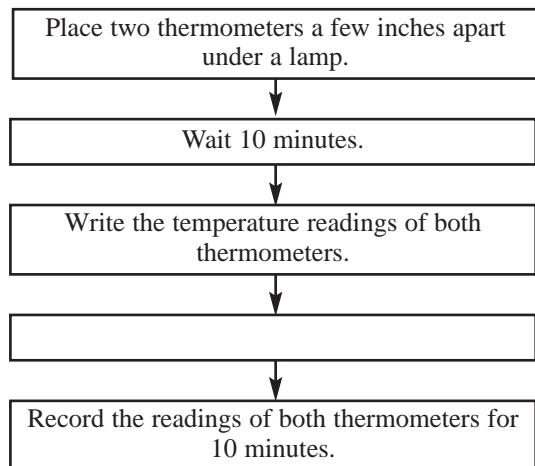 Place two thermometers a few inches apart
under a lamp.
Wait 10 minutes.
Write the temperature readings of both
thermometers.
Record the readings of both thermometers for
10 minutes.